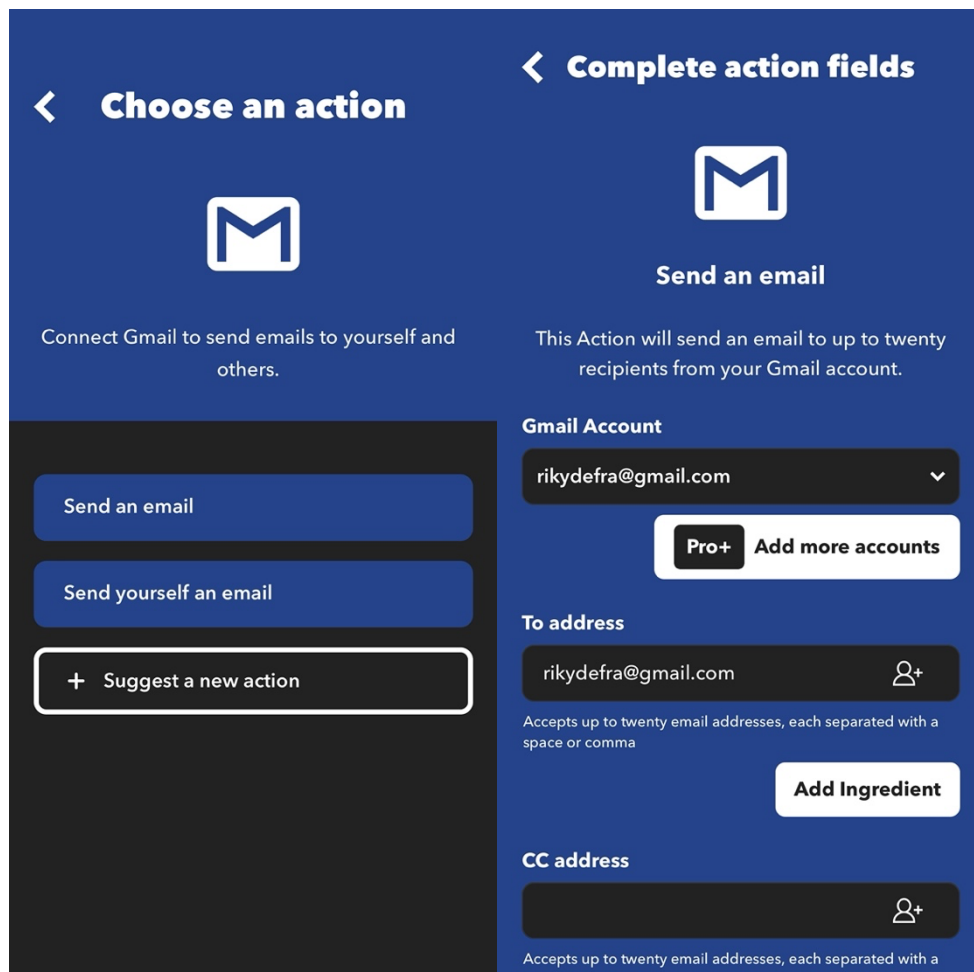 Choose an action
Connect Gmail to send emails to yourself and
others.
Send an email
Send yourself an email
+ Suggest a new action
Complete action fields
Send an email
This Action will send an email to up to twenty
recipients from your Gmail account.
Gmail Account
rikydefra@gmail.com
Pro+ Add more accounts
To address
rikydefra@gmail.com
Accepts up to twenty email addresses, each separated with a
space or comma
Add Ingredient
CC address
Accepts up to twenty email addresses, each separated with a